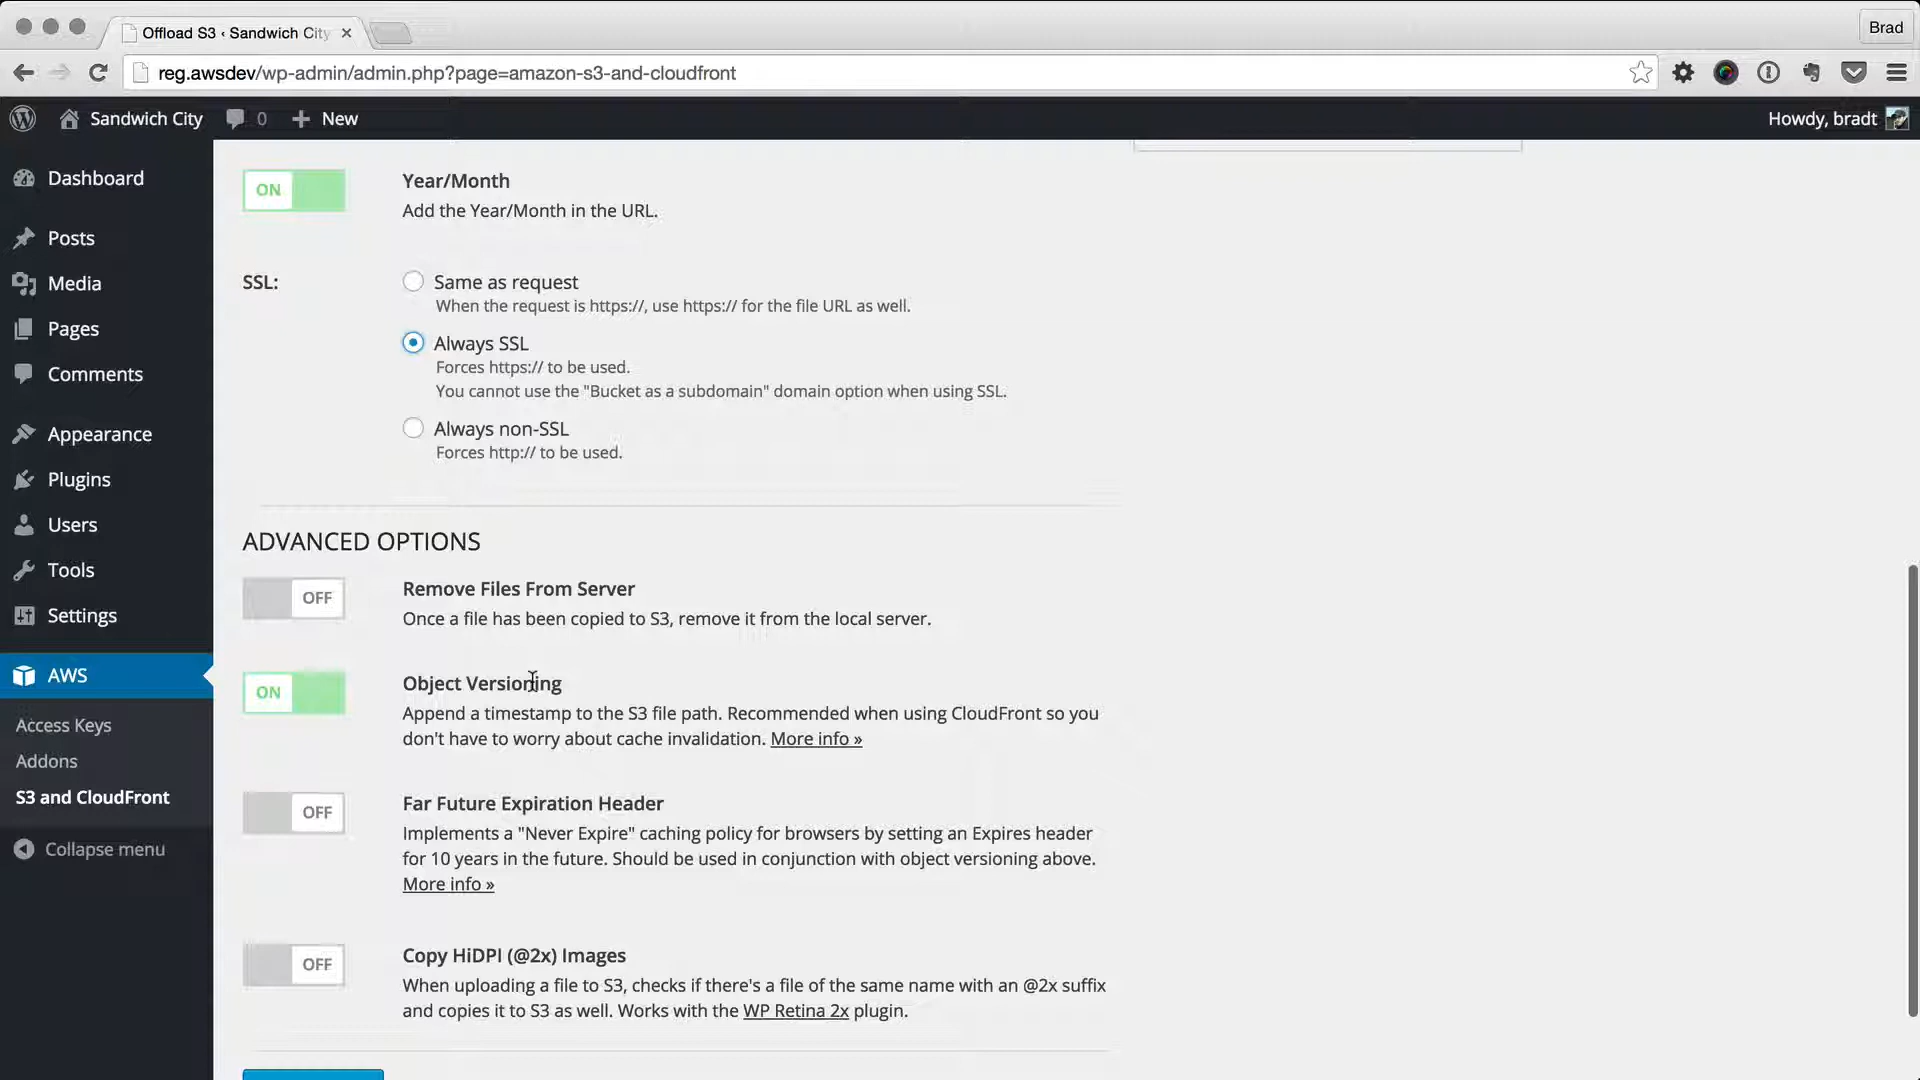 Offload S3 ‹ Sandwich City
Brad
reg.awsdev/wp-admin/admin.php?page=amazon-s3-and-cloudfront
Sandwich City
0
New
Howdy, bradt
Dashboard
Posts
Media
Pages
Comments
Appearance
Plugins
Users
Tools
Settings
AWS
Access Keys
Addons
S3 and CloudFront
Collapse menu
ON
Year/Month
Add the Year/Month in the URL.
SSL:
Same as request
When the request is https://, use https:// for the file URL as well.
Always SSL
Forces https:// to be used.
You cannot use the "Bucket as a subdomain" domain option when using SSL.
Always non-SSL
Forces http:// to be used.
ADVANCED OPTIONS
OFF
Remove Files From Server
Once a file has been copied to S3, remove it from the local server.
ON
Object Versioning
Append a timestamp to the S3 file path. Recommended when using CloudFront so you
don't have to worry about cache invalidation. More info »
OFF
Far Future Expiration Header
Implements a "Never Expire" caching policy for browsers by setting an Expires header
for 10 years in the future. Should be used in conjunction with object versioning above.
More info »
OFF
Copy HiDPI (@2x) Images
When uploading a file to S3, checks if there's a file of the same name with an @2x suffix
and copies it to S3 as well. Works with the WP Retina 2x plugin.